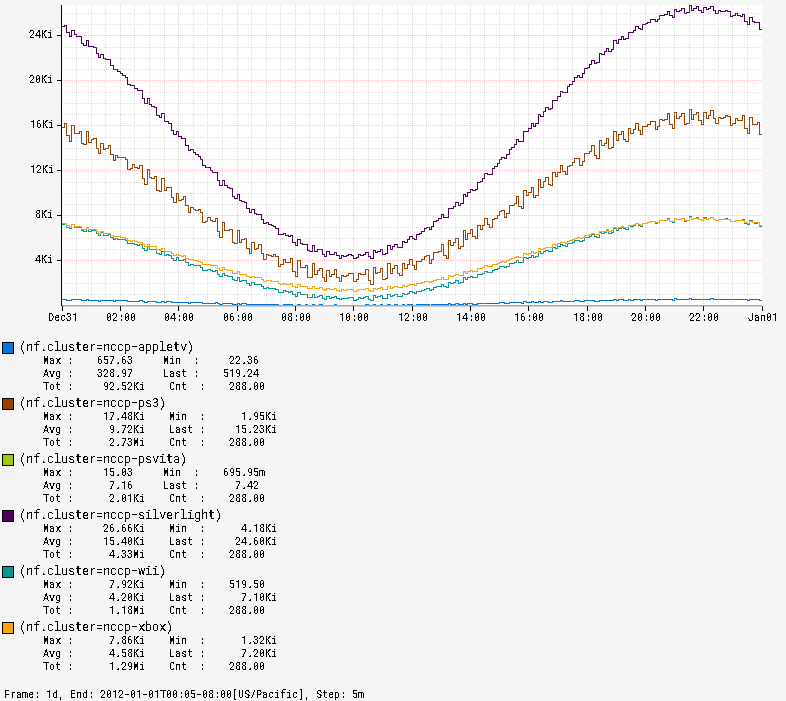 24Ki
20Ki
16Ki
12Ki
8Ki
4Ki
Dec31 02:00 04:00 06:00 08:00 10:00 12:00 14:00 16:00 18:00 20:00 22:00 Jan01
(nf.cluster=nccp-appletv)
Max : 657.63 Min : 22.36
Avg : 328.97 Last : 519.24
Tot : 92.52Ki Cnt : 288.00
(nf.cluster=nccp-ps3)
Max : 17.48Ki Min : 1.95Ki
Avg : 9.72Ki Last : 15.23Ki
Tot : 2.73Mi Cnt : 288.00
(nf.cluster=nccp-psvita)
Max : 15.03 Min : 695.95m
Avg : 7.16 Last : 7.42
Tot : 2.01Ki Cnt : 288.00
(nf.cluster=nccp-silverlight)
Max : 26.66Ki Min : 4.18Ki
Avg : 15.40Ki Last : 24.60Ki
Tot : 4.33Mi Cnt : 288.00
(nf.cluster=nccp-wii)
Max : 7.92Ki Min : 519.50
Avg : 4.20Ki Last : 7.10Ki
Tot : 1.18Mi Cnt : 288.00
(nf.cluster=nccp-xbox)
Max : 7.86Ki Min : 1.32Ki
Avg : 4.58Ki Last : 7.20Ki
Tot : 1.29Mi Cnt : 288.00
Frame: 1d, End: 2012-01-01T00:05-08:00[US/Pacific], Step: 5m